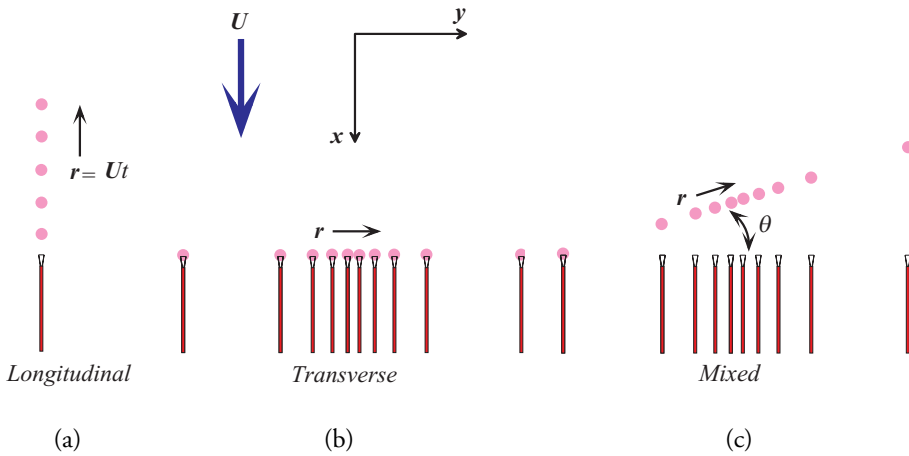 U
y
x
r = Ut
r
r
θ
Longitudinal
Transverse
Mixed
(a)
(b)
(c)